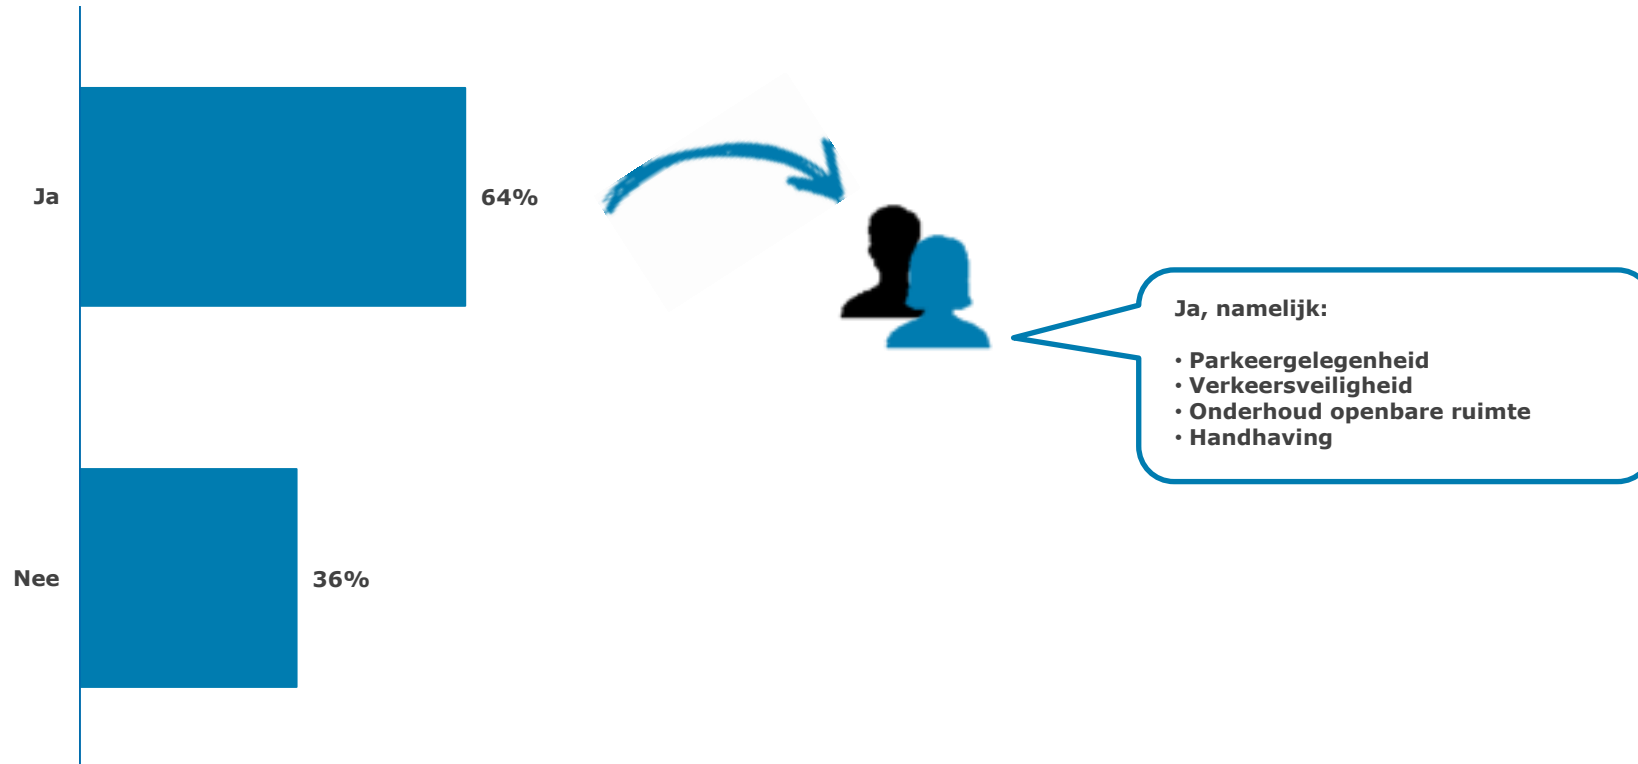 Ja
64%
Ja, namelijk:
• Parkeergelegenheid
• Verkeersveiligheid
• Onderhoud openbare ruimte
• Handhaving
Nee
36%